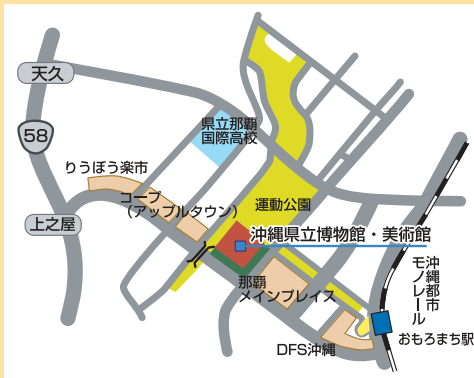 天久
58
県立那覇
国際高校
りうぼう楽市
コープ
（アップルタウン）
上之屋
運動公園
沖縄県立博物館・美術館
那覇
メインプレイス
沖縄都市
モノレール
おもろまち駅
DFS沖縄